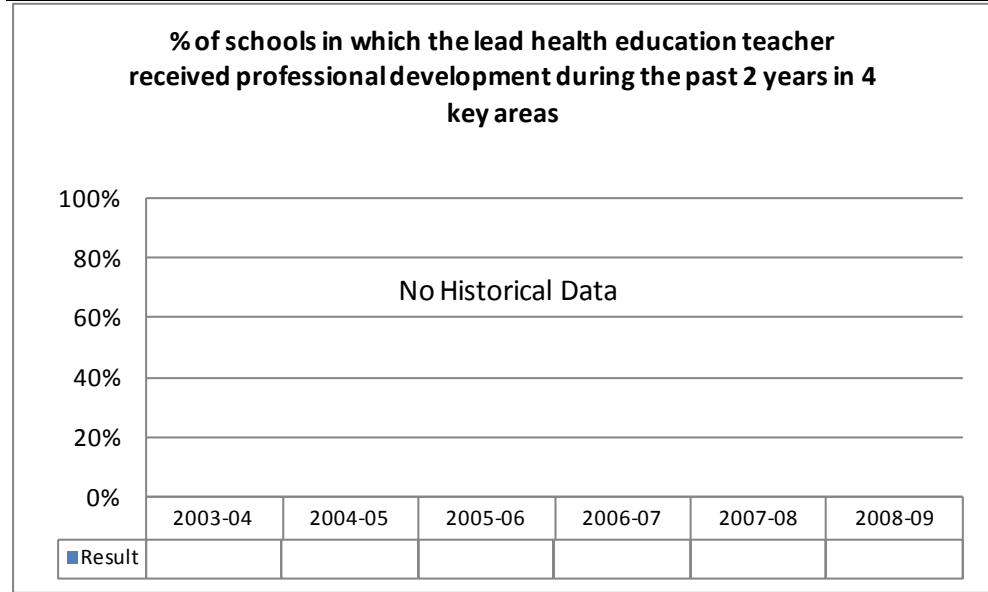 % of schools in which the lead health education teacher
received professional development during the past 2 years in 4
key areas
100%
80%
No Historical Data
60%
40%
20%
0%
2003-04 2004-05 2005-06 2006-07 2007-08 2008-09
Result